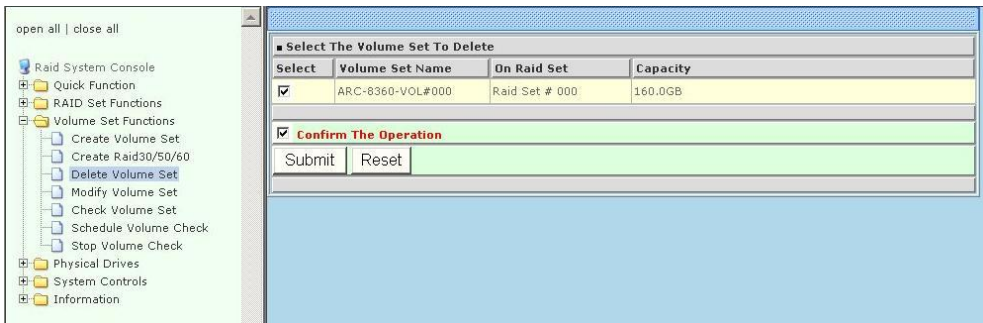 open all | close all
Raid System Console
Quick Function
RAID Set Functions
Volume Set Functions
Create Volume Set
Create Raid30/50/60
Delete Volume Set
Modify Volume Set
Check Volume Set
Schedule Volume Check
Stop Volume Check
Physical Drives
System Controls
Information
Select The Volume Set To Delete
Select Volume Set Name On Raid Set Capacity
ARC-8360-VOL#000 Raid Set # 000 160.0GB
Confirm The Operation
Submit Reset